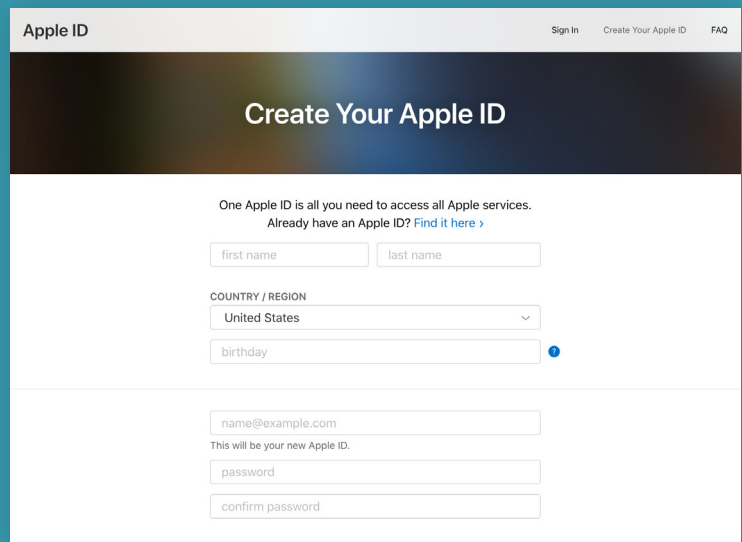 Apple ID
Sign In Create Your Apple ID FAQ
Create Your Apple ID
One Apple ID is all you need to access all Apple services.
Already have an Apple ID? Find it here ›
first name last name
COUNTRY / REGION
United States
birthday
?
name@example.com
This will be your new Apple ID.
password
confirm password